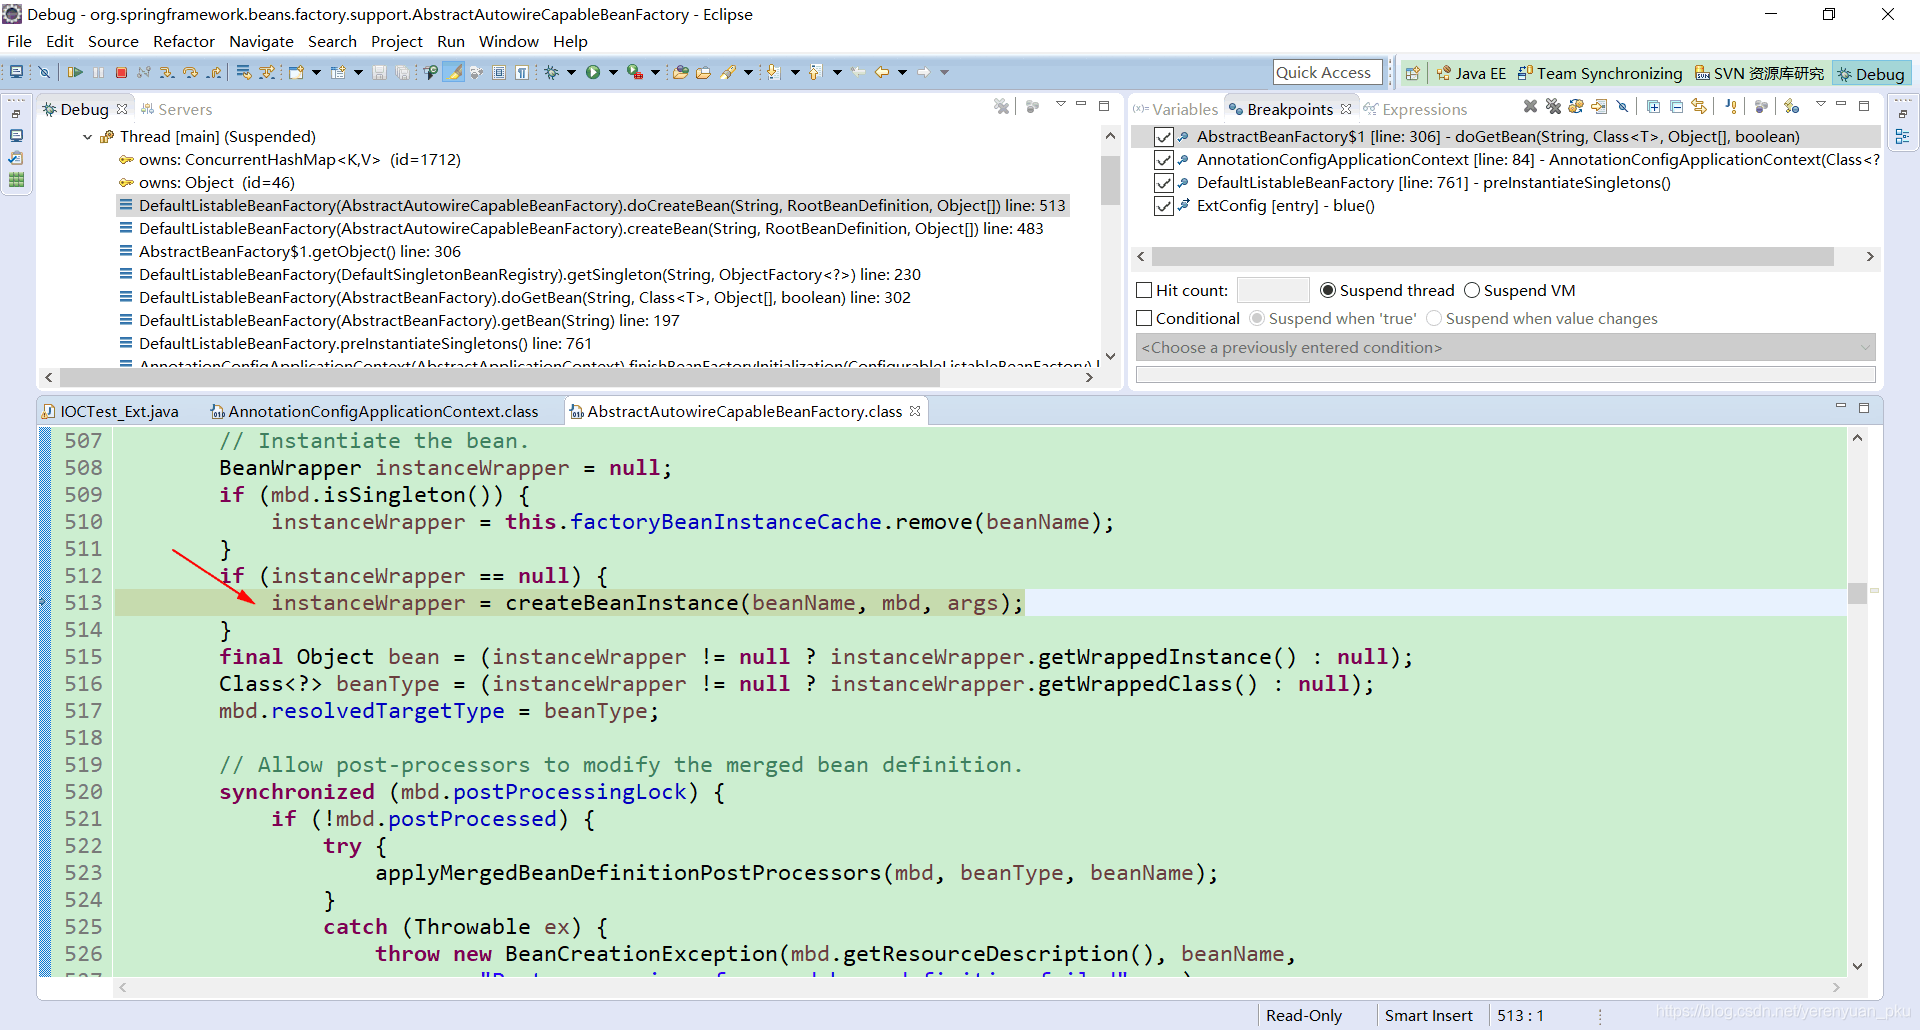 Debug - org.springframework.beans.factory.support.AbstractAutowireCapableBeanFactory - Eclipse
File Edit Source Refactor Navigate Search Project Run Window Help
Quick Access
Java EE
Team Synchronizing
SVN 资源库研究
Debug
Debug
Servers
Thread [main] (Suspended)
owns: ConcurrentHashMap<K,V> (id=1712)
owns: Object (id=46)
DefaultListableBeanFactory(AbstractAutowireCapableBeanFactory).doCreateBean(String, RootBeanDefinition, Object[]) line: 513
DefaultListableBeanFactory(AbstractAutowireCapableBeanFactory).createBean(String, RootBeanDefinition, Object[]) line: 483
AbstractBeanFactory$1.getObject() line: 306
DefaultListableBeanFactory(DefaultSingletonBeanRegistry).getSingleton(String, ObjectFactory<?>) line: 230
DefaultListableBeanFactory(AbstractBeanFactory).doGetBean(String, Class<T>, Object[], boolean) line: 302
DefaultListableBeanFactory(AbstractBeanFactory).getBean(String) line: 197
DefaultListableBeanFactory.preInstantiateSingletons() line: 761
AnnotationConfigApplicationContext(AbstractApplicationContext).finishBeanFactoryInitialization(ConfigurableListableBeanFactory) l
(x)= Variables
Breakpoints
Expressions
AbstractBeanFactory$1 [line: 306] - doGetBean(String, Class<T>, Object[], boolean)
AnnotationConfigApplicationContext [line: 84] - AnnotationConfigApplicationContext(Class<?
DefaultListableBeanFactory [line: 761] - preInstantiateSingletons()
ExtConfig [entry] - blue()
Hit count:
Suspend thread
Suspend VM
Conditional
Suspend when 'true'
Suspend when value changes
<Choose a previously entered condition>
IOCTest_Ext.java
AnnotationConfigApplicationContext.class
AbstractAutowireCapableBeanFactory.class
507 // Instantiate the bean.
508 BeanWrapper instanceWrapper = null;
509 if (mbd.isSingleton()) {
510 instanceWrapper = this.factoryBeanInstanceCache.remove(beanName);
511 }
512 if (instanceWrapper == null) {
513 instanceWrapper = createBeanInstance(beanName, mbd, args);
514 }
515 final Object bean = (instanceWrapper != null ? instanceWrapper.getWrappedInstance() : null);
516 Class<?> beanType = (instanceWrapper != null ? instanceWrapper.getWrappedClass() : null);
517 mbd.resolvedTargetType = beanType;
518
519 // Allow post-processors to modify the merged bean definition.
520 synchronized (mbd.postProcessingLock) {
521 if (!mbd.postProcessed) {
522 try {
523 applyMergedBeanDefinitionPostProcessors(mbd, beanType, beanName);
524 }
525 catch (Throwable ex) {
526 throw new BeanCreationException(mbd.getResourceDescription(), beanName,
Read-Only
Smart Insert
513 : 1
https://blog.csdn.net/yerenyuan_pku